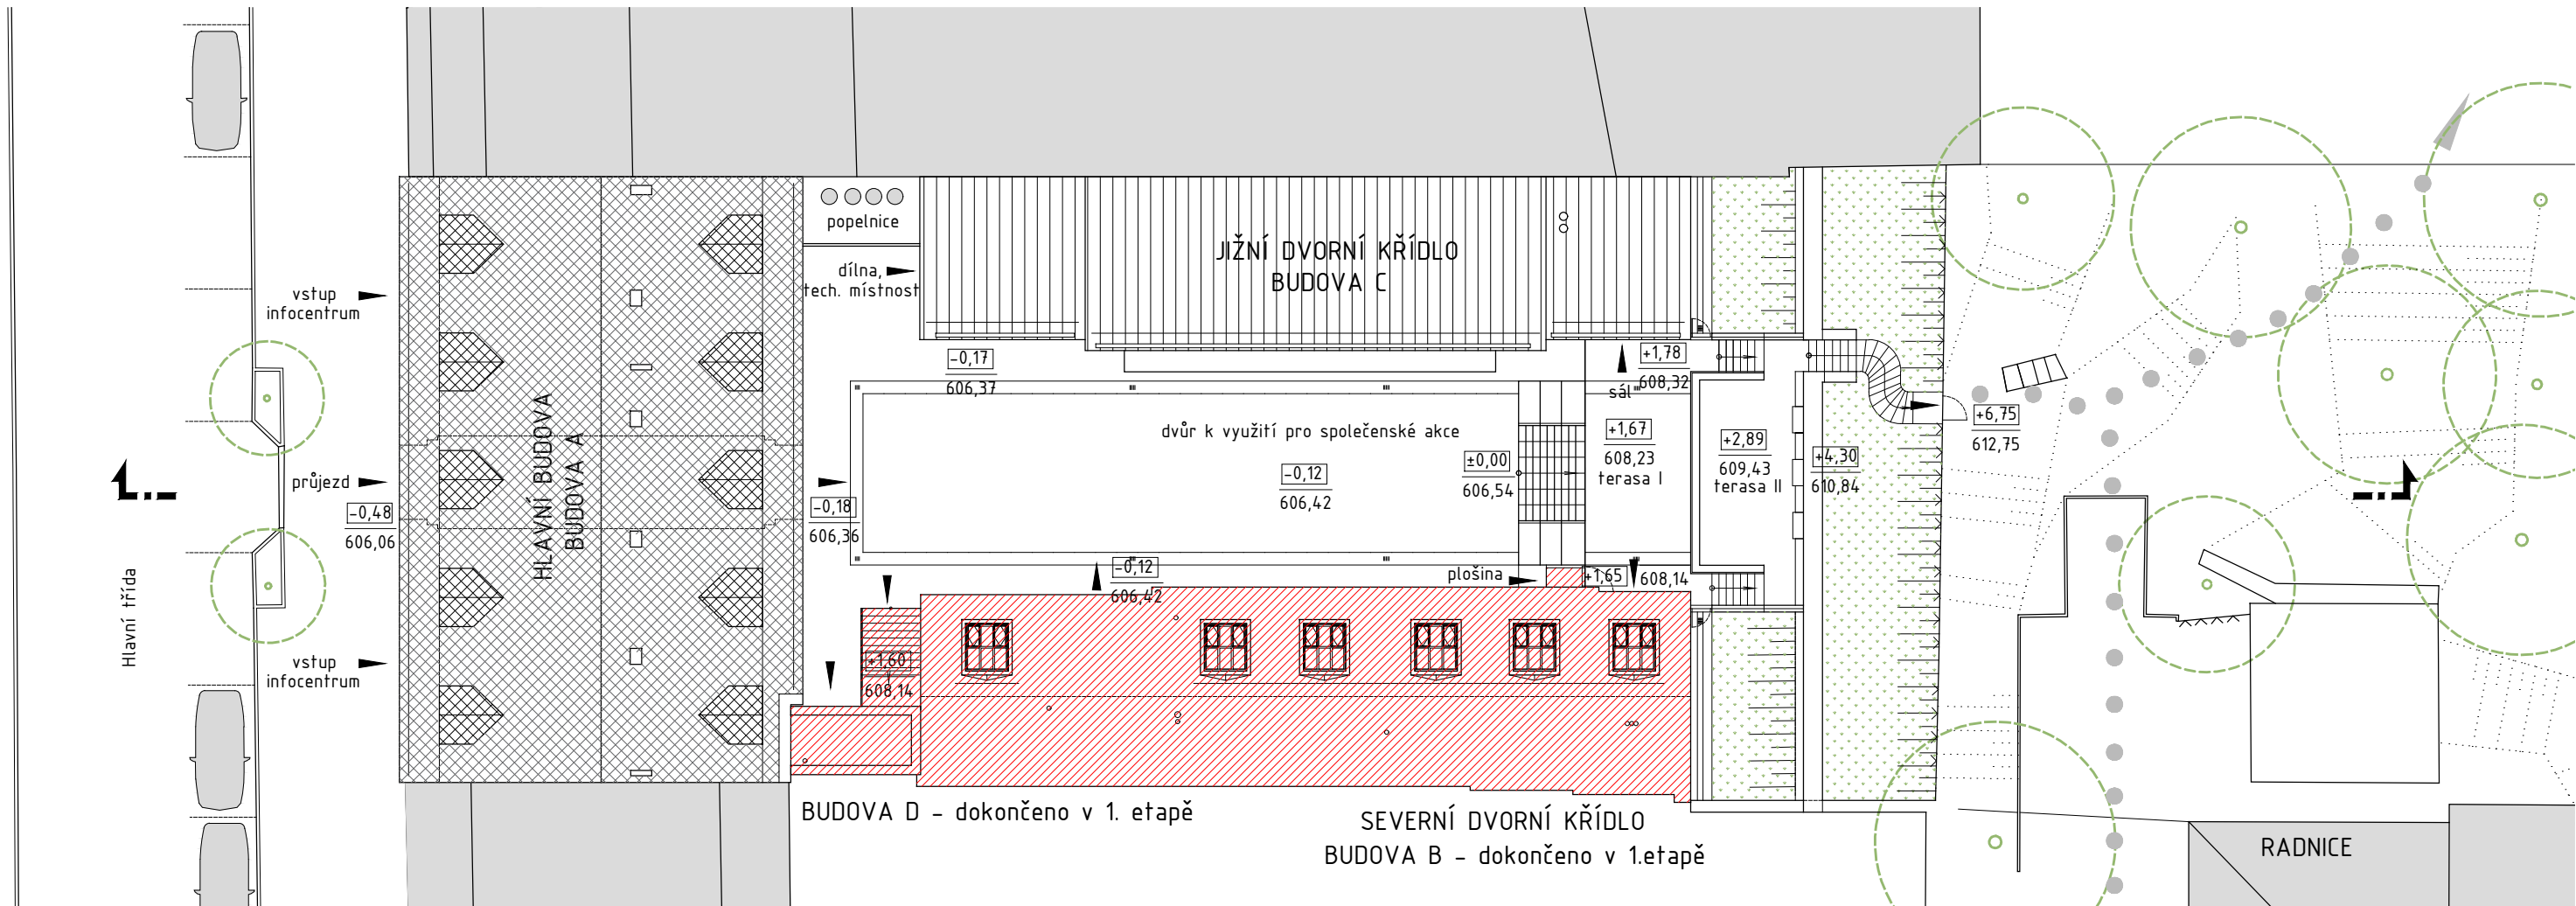 popelnice
dílna,
tech. místnost
JIŽNÍ DVORNÍ KŘÍDLO
BUDOVA C
vstup
infocentrum
HLAVNÍ BUDOVA
BUDOVA A
-0,17
606,37
+1,78
608,32
sál
dvůr k využití pro společenské akce
-0,12
606,42
±0,00
606,54
+1,67
608,23
terasa I
+2,89
609,43
terasa II
+4,30
610,84
+6,75
612,75
průjezd
-0,48
606,06
-0,18
606,36
-0,12
606,42
plošina
+1,65
608,14
Hlavní třída
vstup
infocentrum
+1,60
608,14
BUDOVA D - dokončeno v 1. etapě
SEVERNÍ DVORNÍ KŘÍDLO
BUDOVA B - dokončeno v 1.etapě
RADNICE